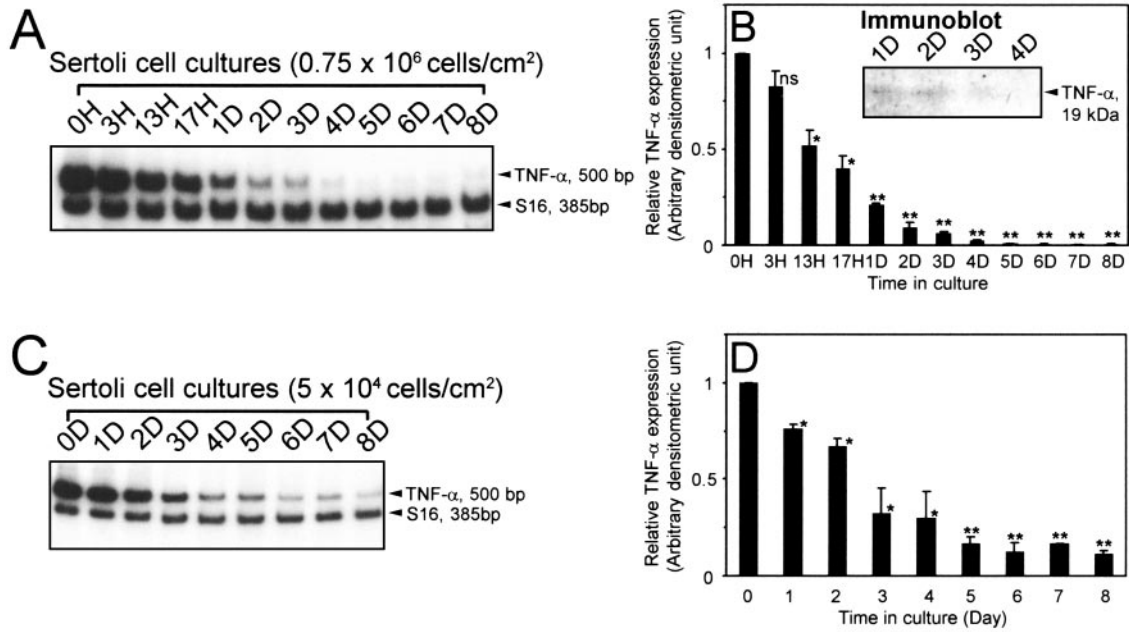 A
Sertoli cell cultures (0.75 x 10⁶ cells/cm²)
0H 3H 13H 17H 1D 2D 3D 4D 5D 6D 7D 8D
TNF-α, 500 bp
S16, 385bp
B
Immunoblot
1D 2D 3D 4D
TNF-α,
19 kDa
Relative TNF-α expression
(Arbitrary densitometric unit)
1
0.5
0
ns * * ** ** ** ** ** ** ** **
0H 3H 13H 17H 1D 2D 3D 4D 5D 6D 7D 8D
Time in culture
C
Sertoli cell cultures (5 x 10⁴ cells/cm²)
0D 1D 2D 3D 4D 5D 6D 7D 8D
TNF-α, 500 bp
S16, 385bp
D
Relative TNF-α expression
(Arbitrary densitometric unit)
1
0.5
0
* * * * ** ** ** **
0 1 2 3 4 5 6 7 8
Time in culture (Day)